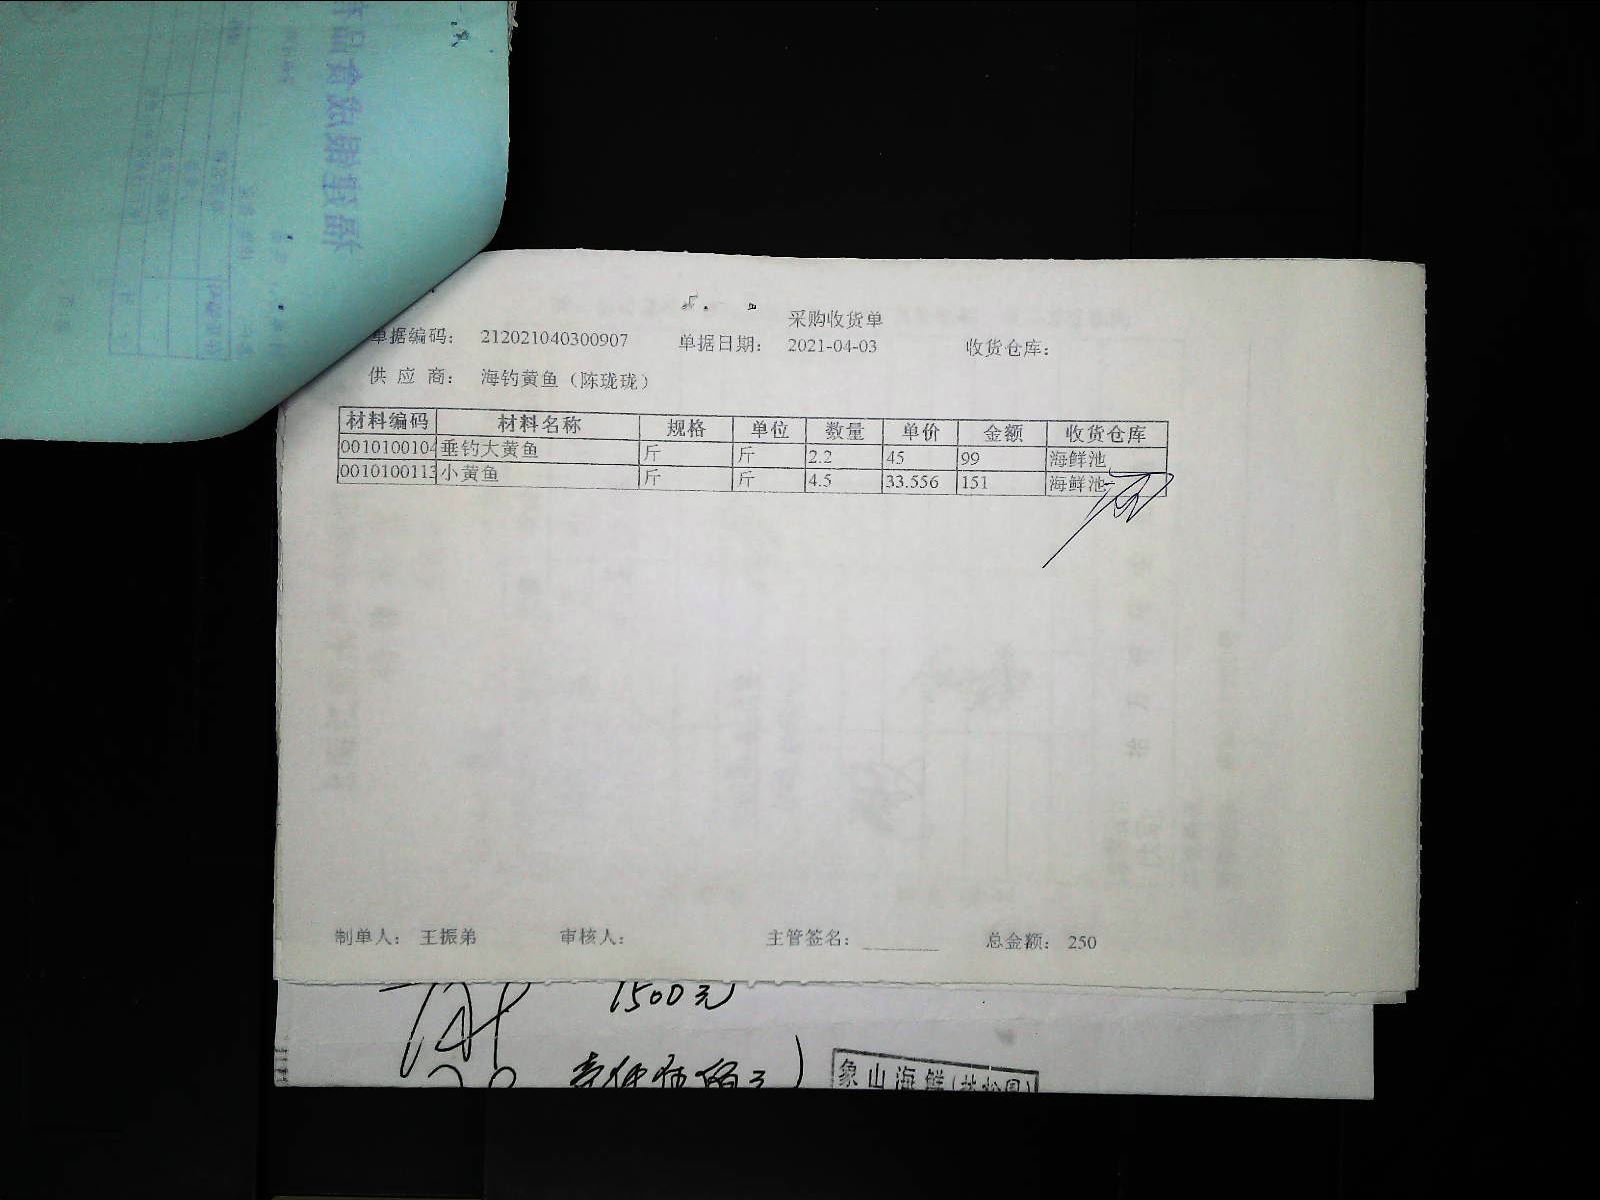 采购收货单
单据编码： 212021040300907 单据日期： 2021-04-03 收货仓库：
供 应 商： 海钓黄鱼（陈珑珑）
材料编码 材料名称 规格 单位 数量 单价 金额 收货仓库
0010100104 垂钓大黄鱼 斤 斤 2.2 45 99 海鲜池
0010100113 小黄鱼 斤 斤 4.5 33.556 151 海鲜池
制单人： 王振弟 审核人： 主管签名： 总金额： 250
1500元
象山海鲜